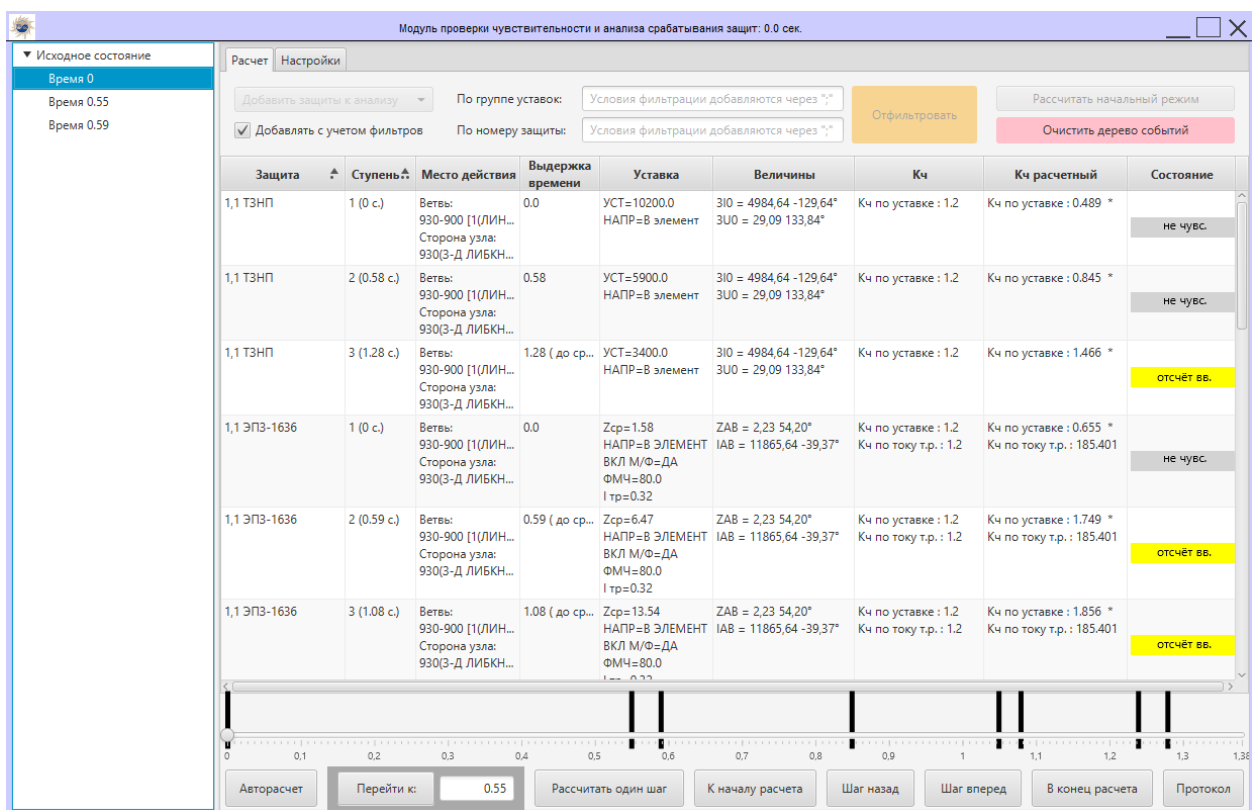 Модуль проверки чувствительности и анализа срабатывания защит: 0.0 сек.
Исходное состояние
Время 0
Время 0.55
Время 0.59
Расчет Настройки
Добавить защиты к анализу По группе уставок: Условия фильтрации добавляются через ";" Отфильтровать Рассчитать начальный режим
Добавлять с учетом фильтров По номеру защиты: Условия фильтрации добавляются через ";" Очистить дерево событий
Защита Ступень Место действия Выдержка времени Уставка Величины Кч Кч расчетный Состояние
1,1 ТЗНП 1 (0 с.) Ветвь: 0.0 УСТ=10200.0 3I0 = 4984,64 -129,64° Кч по уставке : 1.2 Кч по уставке : 0.489 *
930-900 [1(ЛИН... НАПР=В элемент 3U0 = 29,09 133,84°
не чувс.
Сторона узла:
930(3-Д ЛИБКН...
1,1 ТЗНП 2 (0.58 с.) Ветвь: 0.58 УСТ=5900.0 3I0 = 4984,64 -129,64° Кч по уставке : 1.2 Кч по уставке : 0.845 *
930-900 [1(ЛИН... НАПР=В элемент 3U0 = 29,09 133,84°
не чувс.
Сторона узла:
930(3-Д ЛИБКН...
1,1 ТЗНП 3 (1.28 с.) Ветвь: 1.28 ( до ср... УСТ=3400.0 3I0 = 4984,64 -129,64° Кч по уставке : 1.2 Кч по уставке : 1.466 *
930-900 [1(ЛИН... НАПР=В элемент 3U0 = 29,09 133,84°
отсчёт вв.
Сторона узла:
930(3-Д ЛИБКН...
1,1 ЭПЗ-1636 1 (0 с.) Ветвь: 0.0 Zср=1.58 ZAB = 2,23 54,20° Кч по уставке : 1.2 Кч по уставке : 0.655 *
930-900 [1(ЛИН... НАПР=В ЭЛЕМЕНТ IAB = 11865,64 -39,37° Кч по току т.р. : 1.2 Кч по току т.р. : 185.401
Сторона узла: ВКЛ М/Ф=ДА
не чувс.
930(3-Д ЛИБКН... ФМЧ=80.0
I тр=0.32
1,1 ЭПЗ-1636 2 (0.59 с.) Ветвь: 0.59 ( до ср... Zср=6.47 ZAB = 2,23 54,20° Кч по уставке : 1.2 Кч по уставке : 1.749 *
930-900 [1(ЛИН... НАПР=В ЭЛЕМЕНТ IAB = 11865,64 -39,37° Кч по току т.р. : 1.2 Кч по току т.р. : 185.401
Сторона узла: ВКЛ М/Ф=ДА
отсчёт вв.
930(3-Д ЛИБКН... ФМЧ=80.0
I тр=0.32
1,1 ЭПЗ-1636 3 (1.08 с.) Ветвь: 1.08 ( до ср... Zср=13.54 ZAB = 2,23 54,20° Кч по уставке : 1.2 Кч по уставке : 1.856 *
930-900 [1(ЛИН... НАПР=В ЭЛЕМЕНТ IAB = 11865,64 -39,37° Кч по току т.р. : 1.2 Кч по току т.р. : 185.401
Сторона узла: ВКЛ М/Ф=ДА
отсчёт вв.
930(3-Д ЛИБКН... ФМЧ=80.0
0 0,1 0,2 0,3 0,4 0,5 0,6 0,7 0,8 0,9 1 1,1 1,2 1,3 1,38
Авторасчет Перейти к: 0.55 Рассчитать один шаг К началу расчета Шаг назад Шаг вперед В конец расчета Протокол